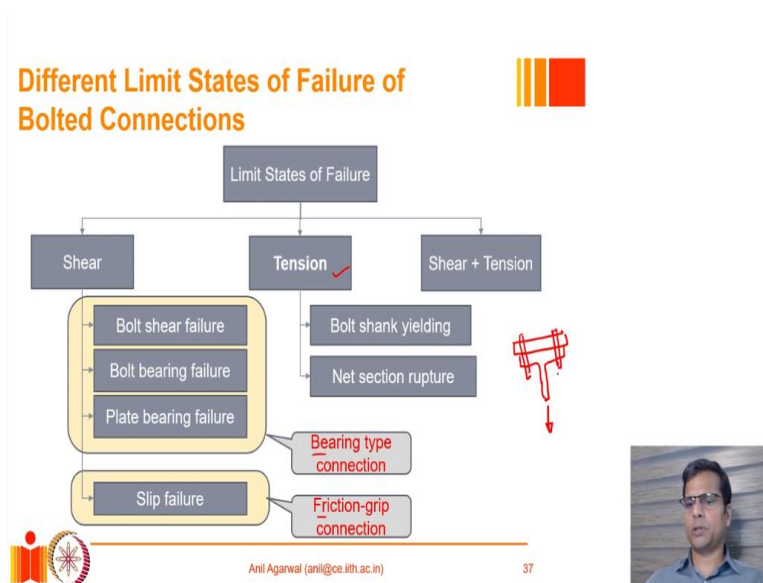 Different Limit States of Failure of
Bolted Connections
Limit States of Failure
Shear
Tension
Shear + Tension
Bolt shear failure
Bolt shank yielding
Bolt bearing failure
Net section rupture
Plate bearing failure
Bearing type
connection
Slip failure
Friction-grip
connection
Anil Agarwal (anil@ce.iith.ac.in)
37